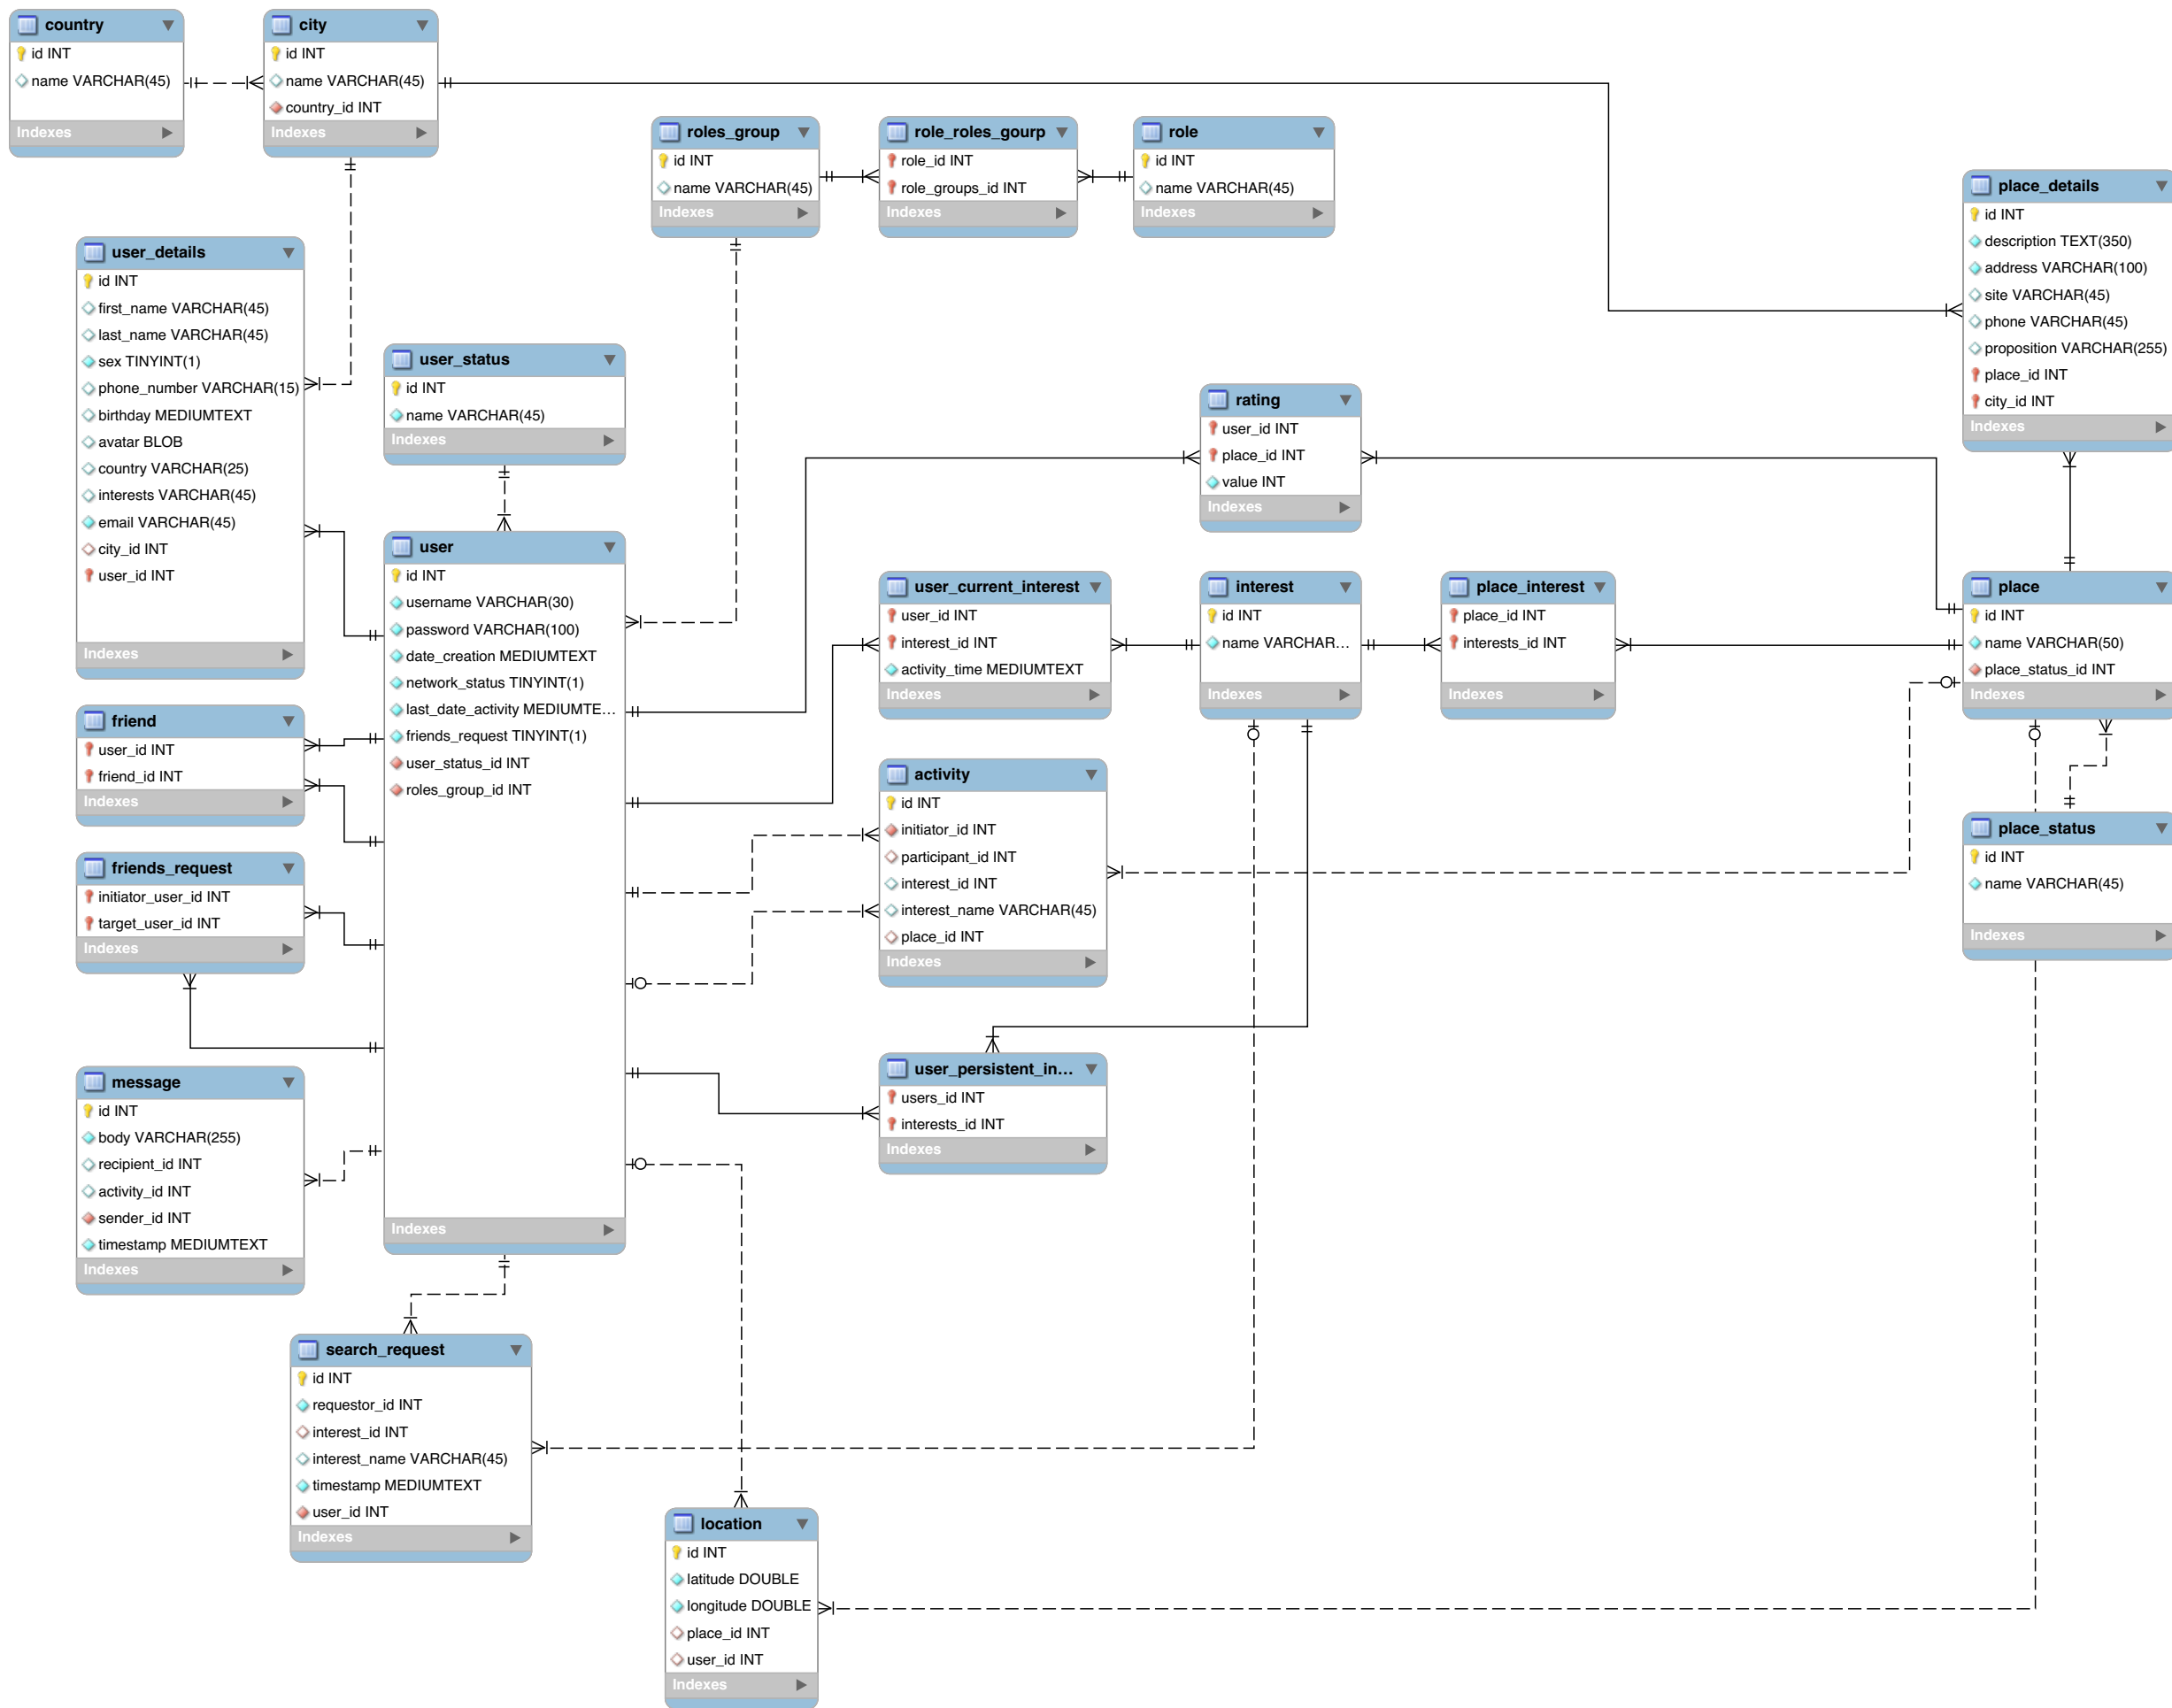 country
id INT
name VARCHAR(45)
Indexes
city
id INT
name VARCHAR(45)
country_id INT
Indexes
roles_group
id INT
name VARCHAR(45)
Indexes
role_roles_gourp
role_id INT
role_groups_id INT
Indexes
role
id INT
name VARCHAR(45)
Indexes
place_details
id INT
description TEXT(350)
address VARCHAR(100)
site VARCHAR(45)
phone VARCHAR(45)
proposition VARCHAR(255)
place_id INT
city_id INT
Indexes
user_details
id INT
first_name VARCHAR(45)
last_name VARCHAR(45)
sex TINYINT(1)
phone_number VARCHAR(15)
birthday MEDIUMTEXT
avatar BLOB
country VARCHAR(25)
interests VARCHAR(45)
email VARCHAR(45)
city_id INT
user_id INT
Indexes
user_status
id INT
name VARCHAR(45)
Indexes
rating
user_id INT
place_id INT
value INT
Indexes
user
id INT
username VARCHAR(30)
password VARCHAR(100)
date_creation MEDIUMTEXT
network_status TINYINT(1)
last_date_activity MEDIUMTE...
friends_request TINYINT(1)
user_status_id INT
roles_group_id INT
Indexes
user_current_interest
user_id INT
interest_id INT
activity_time MEDIUMTEXT
Indexes
interest
id INT
name VARCHAR...
Indexes
place_interest
place_id INT
interests_id INT
Indexes
place
id INT
name VARCHAR(50)
place_status_id INT
Indexes
friend
user_id INT
friend_id INT
Indexes
activity
id INT
initiator_id INT
participant_id INT
interest_id INT
interest_name VARCHAR(45)
place_id INT
Indexes
place_status
id INT
name VARCHAR(45)
Indexes
friends_request
initiator_user_id INT
target_user_id INT
Indexes
user_persistent_in...
users_id INT
interests_id INT
Indexes
message
id INT
body VARCHAR(255)
recipient_id INT
activity_id INT
sender_id INT
timestamp MEDIUMTEXT
Indexes
search_request
id INT
requestor_id INT
interest_id INT
interest_name VARCHAR(45)
timestamp MEDIUMTEXT
user_id INT
Indexes
location
id INT
latitude DOUBLE
longitude DOUBLE
place_id INT
user_id INT
Indexes